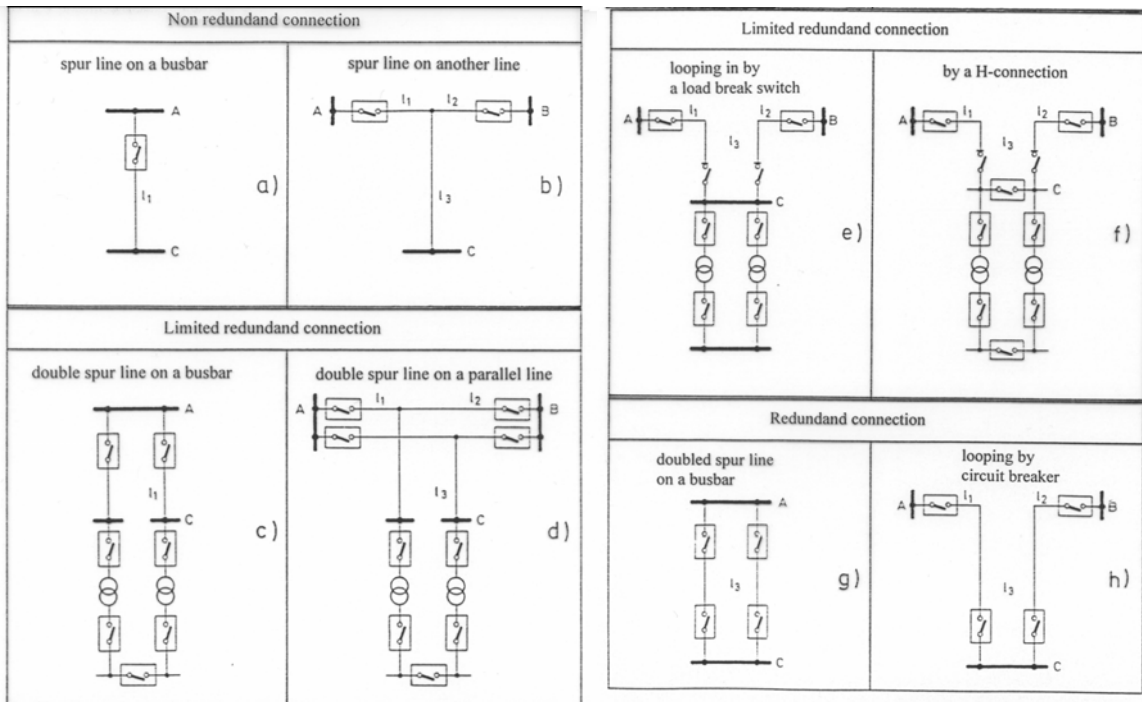 Non redundand connection
spur line on a busbar
A
l1
C
a)
spur line on another line
A
l1
l2
B
l3
C
b)
Limited redundand connection
double spur line on a busbar
A
l1
C
c)
double spur line on a parallel line
A
l1
l2
B
l3
C
d)
Limited redundand connection
looping in by
a load break switch
A
l1
l2
B
l3
C
e)
by a H-connection
A
l1
l2
B
l3
C
f)
Redundand connection
doubled spur line
on a busbar
A
l3
C
g)
looping by
circuit breaker
A
l1
l2
B
l3
C
h)